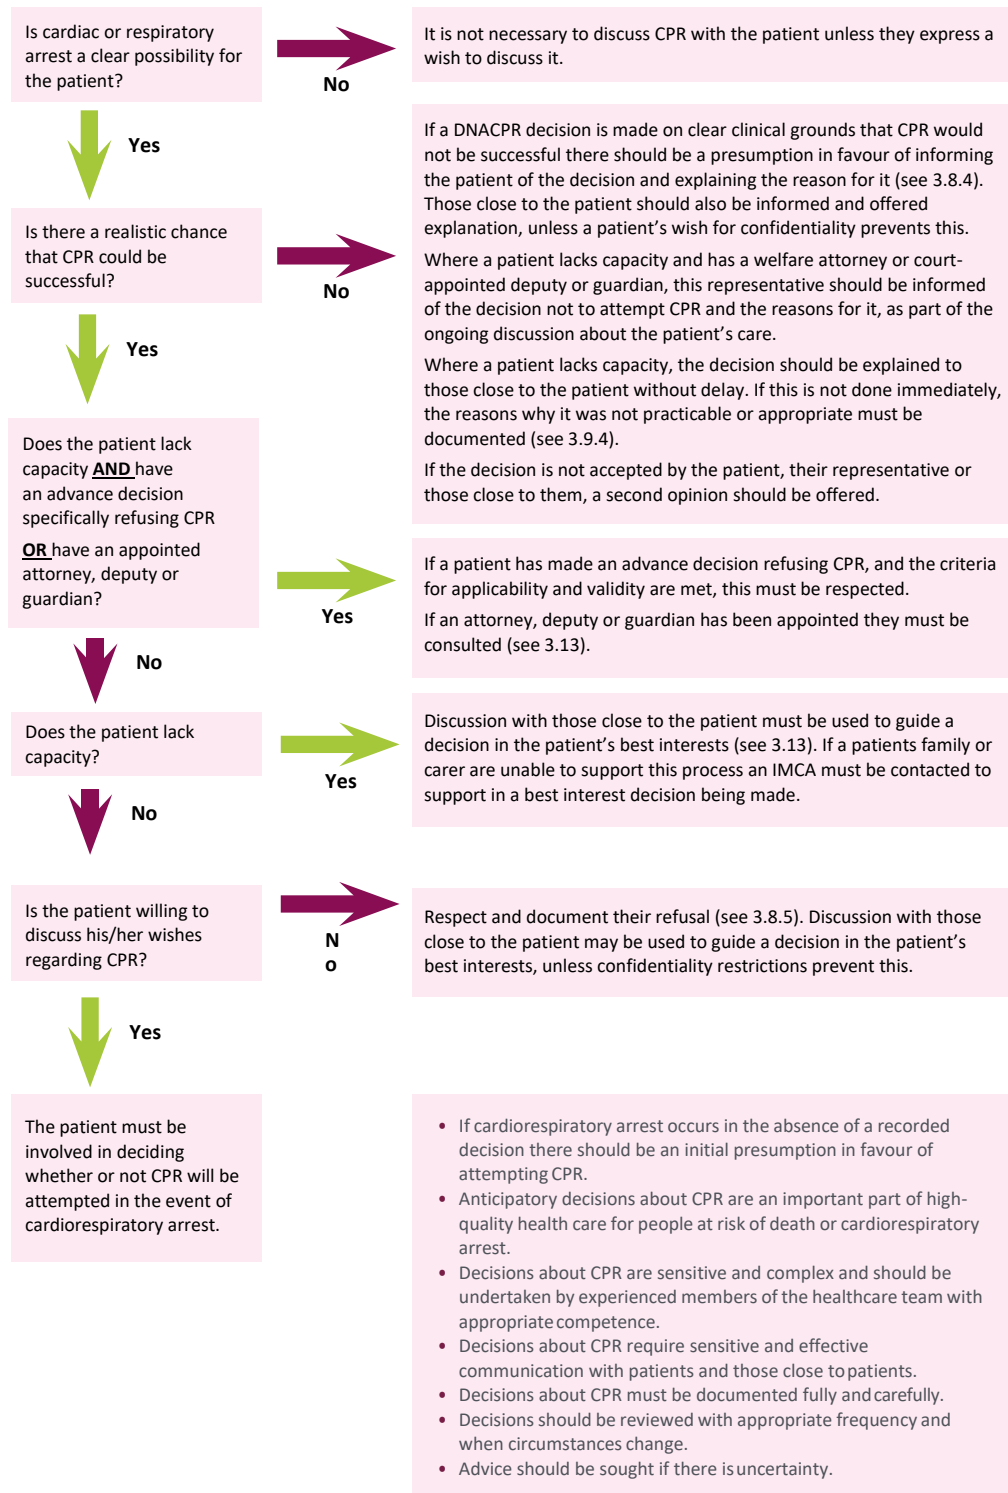 Is cardiac or respiratory
arrest a clear possibility for
the patient?
No
It is not necessary to discuss CPR with the patient unless they express a
wish to discuss it.
Yes
Is there a realistic chance
that CPR could be
successful?
No
If a DNACPR decision is made on clear clinical grounds that CPR would
not be successful there should be a presumption in favour of informing
the patient of the decision and explaining the reason for it (see 3.8.4).
Those close to the patient should also be informed and offered
explanation, unless a patient's wish for confidentiality prevents this.
Where a patient lacks capacity and has a welfare attorney or court-
appointed deputy or guardian, this representative should be informed
of the decision not to attempt CPR and the reasons for it, as part of the
ongoing discussion about the patient's care.
Where a patient lacks capacity, the decision should be explained to
those close to the patient without delay. If this is not done immediately,
the reasons why it was not practicable or appropriate must be
documented (see 3.9.4).
If the decision is not accepted by the patient, their representative or
those close to them, a second opinion should be offered.
Yes
Does the patient lack
capacity AND have
an advance decision
specifically refusing CPR
OR have an appointed
attorney, deputy or
guardian?
Yes
If a patient has made an advance decision refusing CPR, and the criteria
for applicability and validity are met, this must be respected.
If an attorney, deputy or guardian has been appointed they must be
consulted (see 3.13).
No
Does the patient lack
capacity?
Yes
Discussion with those close to the patient must be used to guide a
decision in the patient's best interests (see 3.13). If a patients family or
carer are unable to support this process an IMCA must be contacted to
support in a best interest decision being made.
No
Is the patient willing to
discuss his/her wishes
regarding CPR?
N
o
Respect and document their refusal (see 3.8.5). Discussion with those
close to the patient may be used to guide a decision in the patient's
best interests, unless confidentiality restrictions prevent this.
Yes
The patient must be
involved in deciding
whether or not CPR will be
attempted in the event of
cardiorespiratory arrest.
• If cardiorespiratory arrest occurs in the absence of a recorded
decision there should be an initial presumption in favour of
attempting CPR.
• Anticipatory decisions about CPR are an important part of high-
quality health care for people at risk of death or cardiorespiratory
arrest.
• Decisions about CPR are sensitive and complex and should be
undertaken by experienced members of the healthcare team with
appropriate competence.
• Decisions about CPR require sensitive and effective
communication with patients and those close to patients.
• Decisions about CPR must be documented fully and carefully.
• Decisions should be reviewed with appropriate frequency and
when circumstances change.
• Advice should be sought if there is uncertainty.